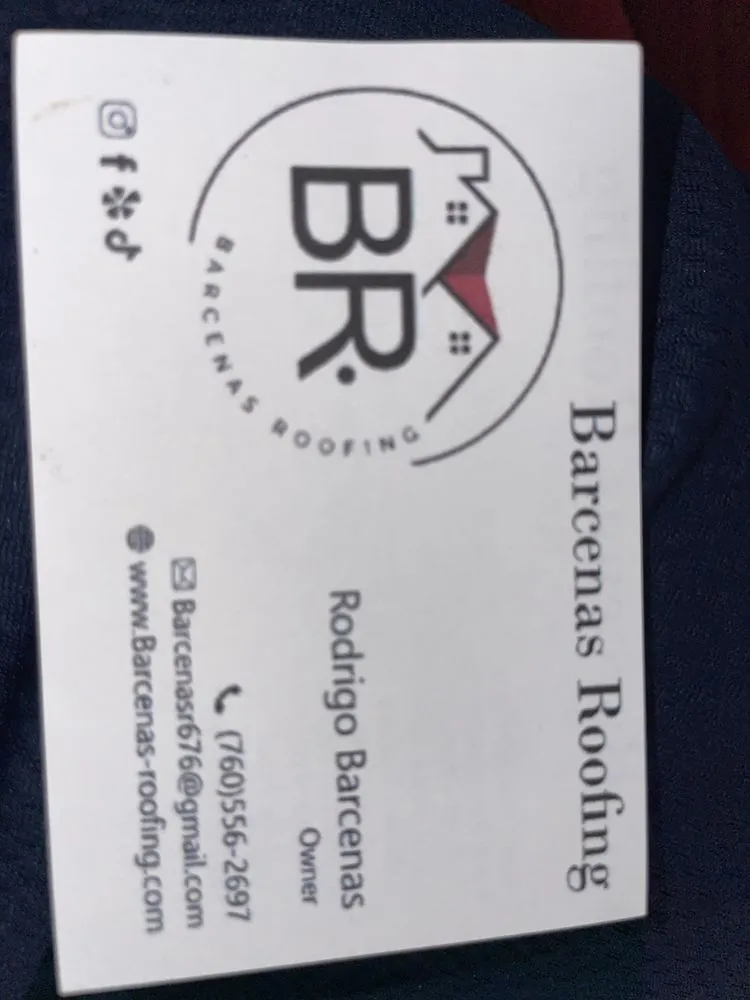 Barcenas Roofing
BR
BARCENAS ROOFING
Rodrigo Barcenas
Owner
(760)556-2697
Barcenasr676@gmail.com
www.Barcenas-roofing.com